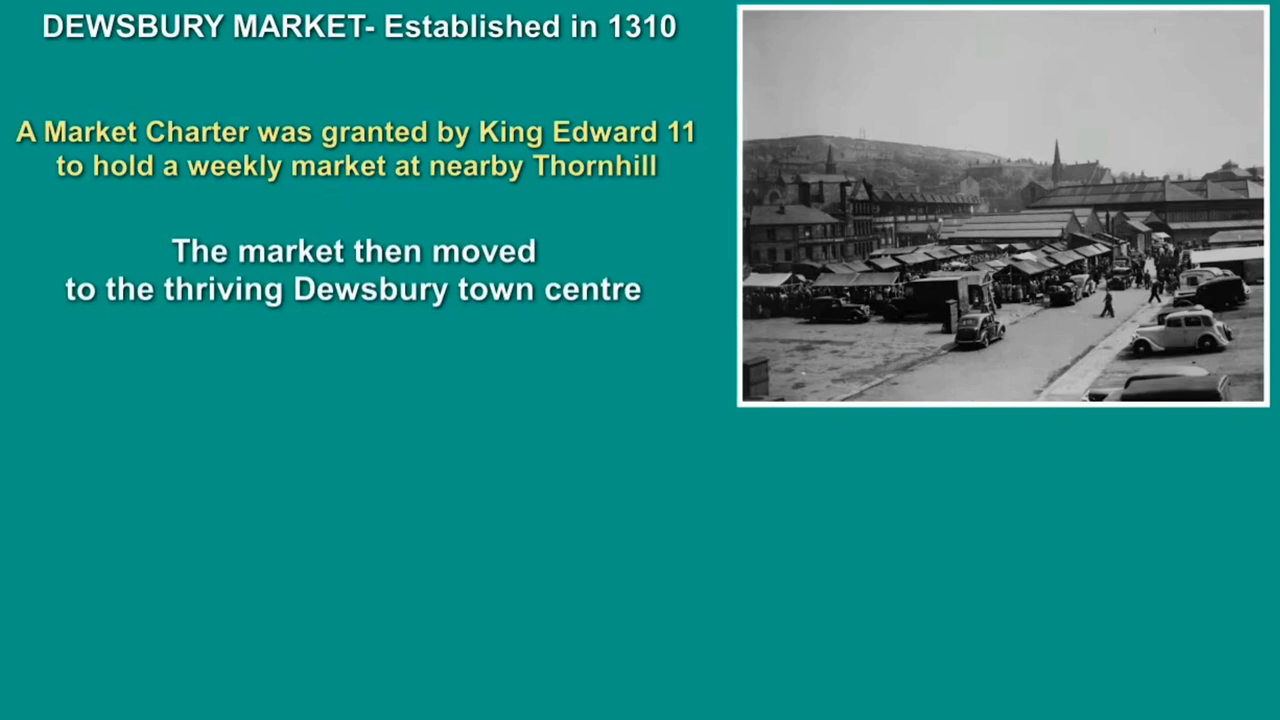 DEWSBURY MARKET- Established in 1310
A Market Charter was granted by King Edward 11
to hold a weekly market at nearby Thornhill
The market then moved
to the thriving Dewsbury town centre